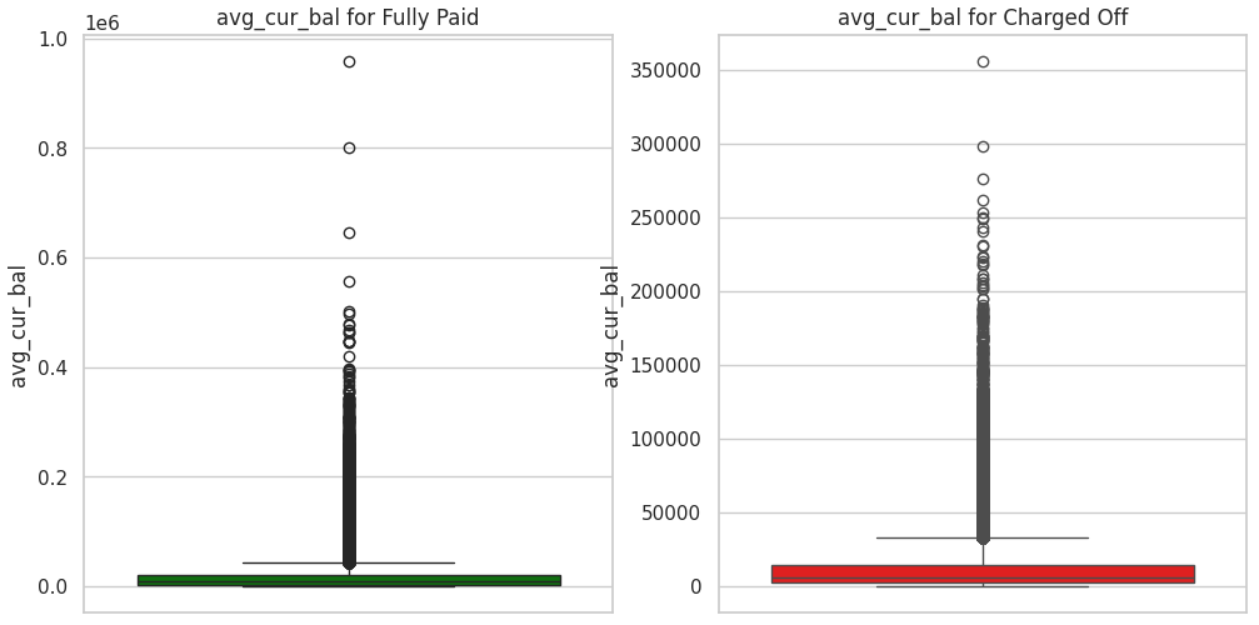 avg_cur_bal for Fully Paid
1e6
1.0
0.8
0.6
0.4
0.2
0.0
avg_cur_bal
avg_cur_bal for Charged Off
350000
300000
250000
200000
150000
100000
50000
0
avg_cur_bal